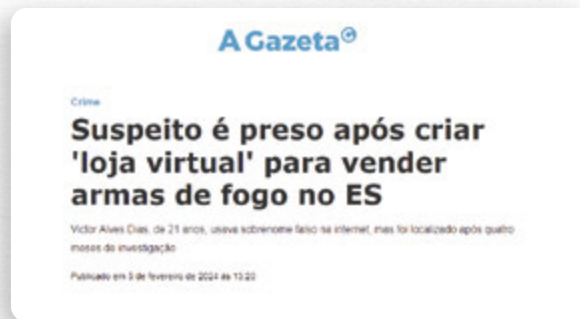 A Gazeta
Crime
Suspeito é preso após criar
'loja virtual' para vender
armas de fogo no ES
Victor Alves Dias, de 21 anos, usava sobrenome falso na internet, mas foi localizado após quatro
meses de investigação
Publicado em 5 de fevereiro de 2024 às 13:20